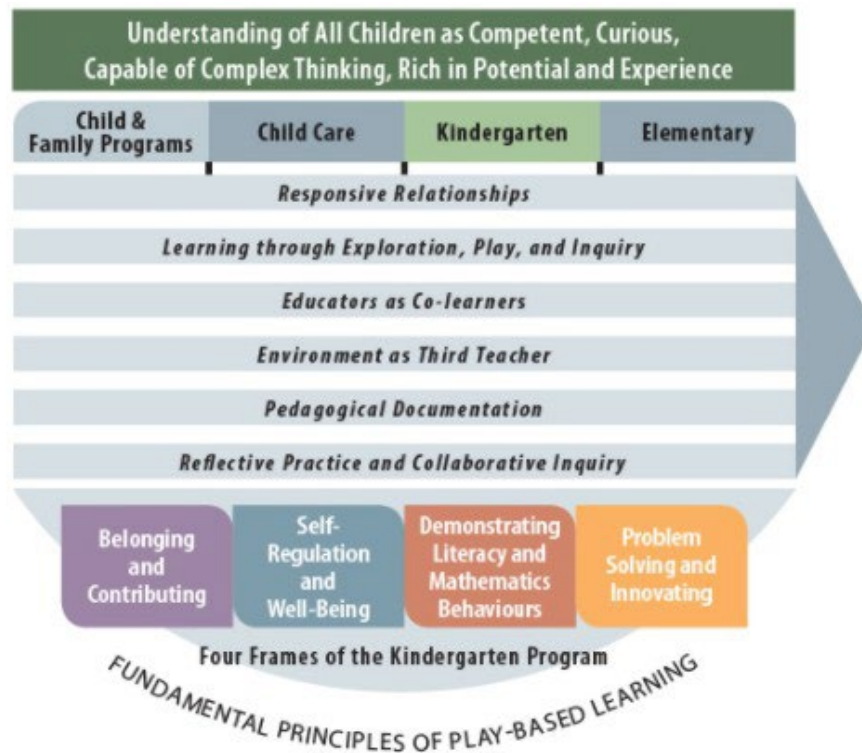 Understanding of All Children as Competent, Curious,
Capable of Complex Thinking, Rich in Potential and Experience
Child &
Family Programs
Child Care
Kindergarten
Elementary
Responsive Relationships
Learning through Exploration, Play, and Inquiry
Educators as Co-learners
Environment as Third Teacher
Pedagogical Documentation
Reflective Practice and Collaborative Inquiry
Belonging
and
Contributing
Self-
Regulation
and
Well-Being
Demonstrating
Literacy and
Mathematics
Behaviours
Problem
Solving and
Innovating
Four Frames of the Kindergarten Program
FUNDAMENTAL PRINCIPLES OF PLAY-BASED LEARNING